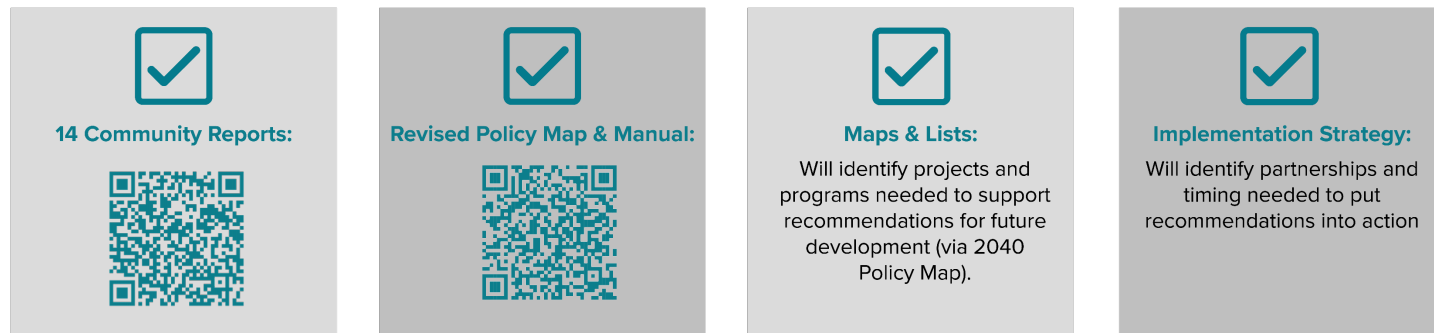 14 Community Reports:
Revised Policy Map & Manual:
Maps & Lists:
Will identify projects and
programs needed to support
recommendations for future
development (via 2040
Policy Map).
Implementation Strategy:
Will identify partnerships and
timing needed to put
recommendations into action